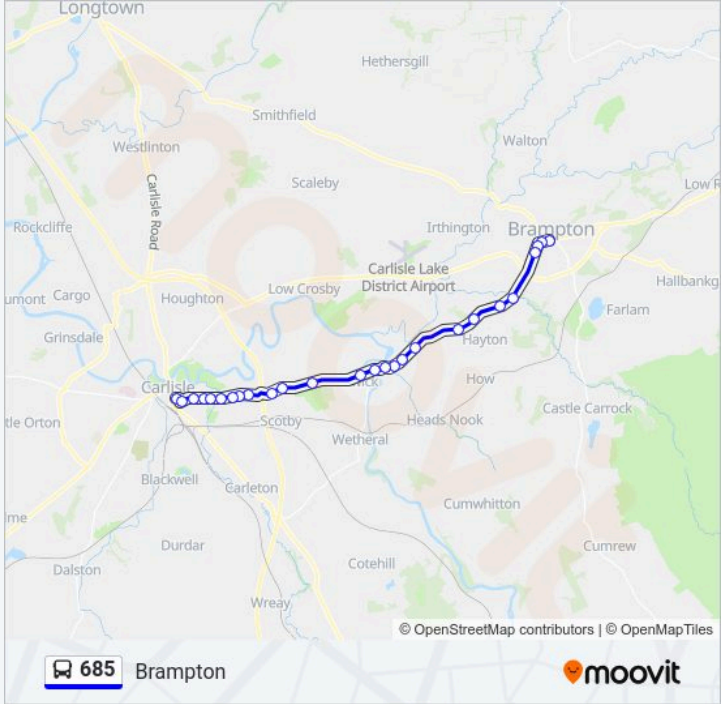 Longtown
Hethersgill
Smithfield
Walton
Westlinton
Scaleby
Carlisle Road
Low R
Irthington
Rockcliffe
Brampton
Carlisle Lake
District Airport
Hallbankg
umont
Cargo
Houghton
Low Crosby
Farlam
Grinsdale
Hayton
Carlisle
How
ick
Castle Carrock
tle Orton
Scotby
Heads Nook
Wetheral
Blackwell
Carleton
Cumwhitton
me
Durdar
Cumrew
Dalston
Cotehill
Wreay
moovit
© OpenStreetMap contributors | © OpenMapTiles
685 Brampton
moovit